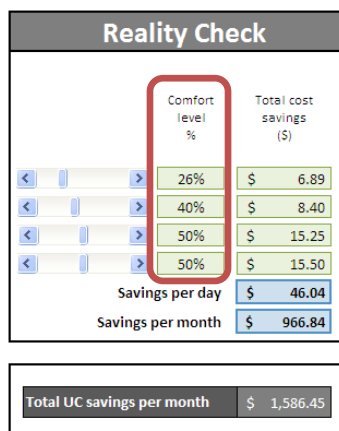 Reality Check
Comfort level % Total cost savings ($)
26% $ 6.89
40% $ 8.40
50% $ 15.25
50% $ 15.50
Savings per day $ 46.04
Savings per month $ 966.84
Total UC savings per month $ 1,586.45